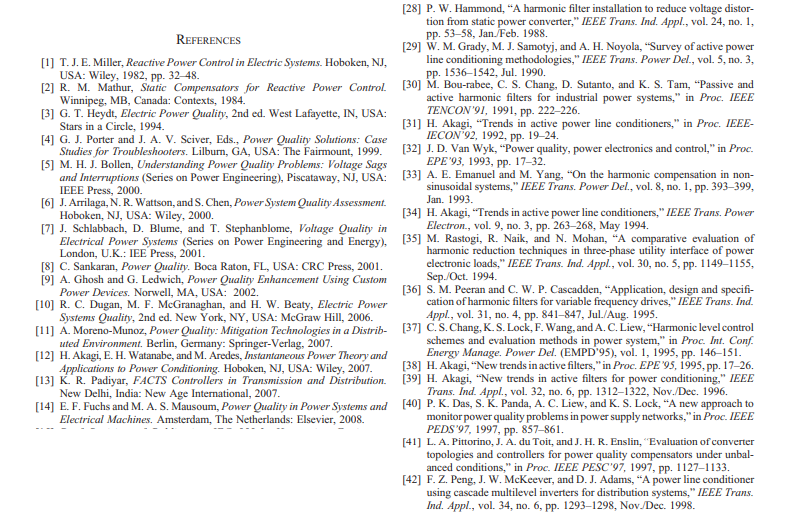 REFERENCES
[1] T. J. E. Miller, Reactive Power Control in Electric Systems. Hoboken, NJ,
USA: Wiley, 1982, pp. 32–48.
[2] R. M. Mathur, Static Compensators for Reactive Power Control.
Winnipeg, MB, Canada: Contexts, 1984.
[3] G. T. Heydt, Electric Power Quality, 2nd ed. West Lafayette, IN, USA:
Stars in a Circle, 1994.
[4] G. J. Porter and J. A. V. Sciver, Eds., Power Quality Solutions: Case
Studies for Troubleshooters. Lilburn, GA, USA: The Fairmount, 1999.
[5] M. H. J. Bollen, Understanding Power Quality Problems: Voltage Sags
and Interruptions (Series on Power Engineering), Piscataway, NJ, USA:
IEEE Press, 2000.
[6] J. Arrilaga, N. R. Wattson, and S. Chen, Power System Quality Assessment.
Hoboken, NJ, USA: Wiley, 2000.
[7] J. Schlabbach, D. Blume, and T. Stephanblome, Voltage Quality in
Electrical Power Systems (Series on Power Engineering and Energy),
London, U.K.: IEE Press, 2001.
[8] C. Sankaran, Power Quality. Boca Raton, FL, USA: CRC Press, 2001.
[9] A. Ghosh and G. Ledwich, Power Quality Enhancement Using Custom
Power Devices. Norwell, MA, USA: 2002.
[10] R. C. Dugan, M. F. McGranaghan, and H. W. Beaty, Electric Power
Systems Quality, 2nd ed. New York, NY, USA: McGraw Hill, 2006.
[11] A. Moreno-Munoz, Power Quality: Mitigation Technologies in a Distrib-
uted Environment. Berlin, Germany: Springer-Verlag, 2007.
[12] H. Akagi, E. H. Watanabe, and M. Aredes, Instantaneous Power Theory and
Applications to Power Conditioning. Hoboken, NJ, USA: Wiley, 2007.
[13] K. R. Padiyar, FACTS Controllers in Transmission and Distribution.
New Delhi, India: New Age International, 2007.
[14] E. F. Fuchs and M. A. S. Mausoum, Power Quality in Power Systems and
Electrical Machines. Amsterdam, The Netherlands: Elsevier, 2008.
[28] P. W. Hammond, “A harmonic filter installation to reduce voltage distor-
tion from static power converter,” IEEE Trans. Ind. Appl., vol. 24, no. 1,
pp. 53–58, Jan./Feb. 1988.
[29] W. M. Grady, M. J. Samotyj, and A. H. Noyola, “Survey of active power
line conditioning methodologies,” IEEE Trans. Power Del., vol. 5, no. 3,
pp. 1536–1542, Jul. 1990.
[30] M. Bou-rabee, C. S. Chang, D. Sutanto, and K. S. Tam, “Passive and
active harmonic filters for industrial power systems,” in Proc. IEEE
TENCON’91, 1991, pp. 222–226.
[31] H. Akagi, “Trends in active power line conditioners,” in Proc. IEEE-
IECON’92, 1992, pp. 19–24.
[32] J. D. Van Wyk, “Power quality, power electronics and control,” in Proc.
EPE’93, 1993, pp. 17–32.
[33] A. E. Emanuel and M. Yang, “On the harmonic compensation in non-
sinusoidal systems,” IEEE Trans. Power Del., vol. 8, no. 1, pp. 393–399,
Jan. 1993.
[34] H. Akagi, “Trends in active power line conditioners,” IEEE Trans. Power
Electron., vol. 9, no. 3, pp. 263–268, May 1994.
[35] M. Rastogi, R. Naik, and N. Mohan, “A comparative evaluation of
harmonic reduction techniques in three-phase utility interface of power
electronic loads,” IEEE Trans. Ind. Appl., vol. 30, no. 5, pp. 1149–1155,
Sep./Oct. 1994.
[36] S. M. Peeran and C. W. P. Cascadden, “Application, design and specifi-
cation of harmonic filters for variable frequency drives,” IEEE Trans. Ind.
Appl., vol. 31, no. 4, pp. 841–847, Jul./Aug. 1995.
[37] C. S. Chang, K. S. Lock, F. Wang, and A. C. Liew, “Harmonic level control
schemes and evaluation methods in power system,” in Proc. Int. Conf.
Energy Manage. Power Del. (EMPD’95), vol. 1, 1995, pp. 146–151.
[38] H. Akagi, “New trends in active filters,” in Proc. EPE’95, 1995, pp. 17–26.
[39] H. Akagi, “New trends in active filters for power conditioning,” IEEE
Trans. Ind. Appl., vol. 32, no. 6, pp. 1312–1322, Nov./Dec. 1996.
[40] P. K. Das, S. K. Panda, A. C. Liew, and K. S. Lock, “A new approach to
monitor power quality problems in power supply networks,” in Proc. IEEE
PEDS’97, 1997, pp. 857–861.
[41] L. A. Pittorino, J. A. du Toit, and J. H. R. Enslin, “Evaluation of converter
topologies and controllers for power quality compensators under unbal-
anced conditions,” in Proc. IEEE PESC’97, 1997, pp. 1127–1133.
[42] F. Z. Peng, J. W. McKeever, and D. J. Adams, “A power line conditioner
using cascade multilevel inverters for distribution systems,” IEEE Trans.
Ind. Appl., vol. 34, no. 6, pp. 1293–1298, Nov./Dec. 1998.